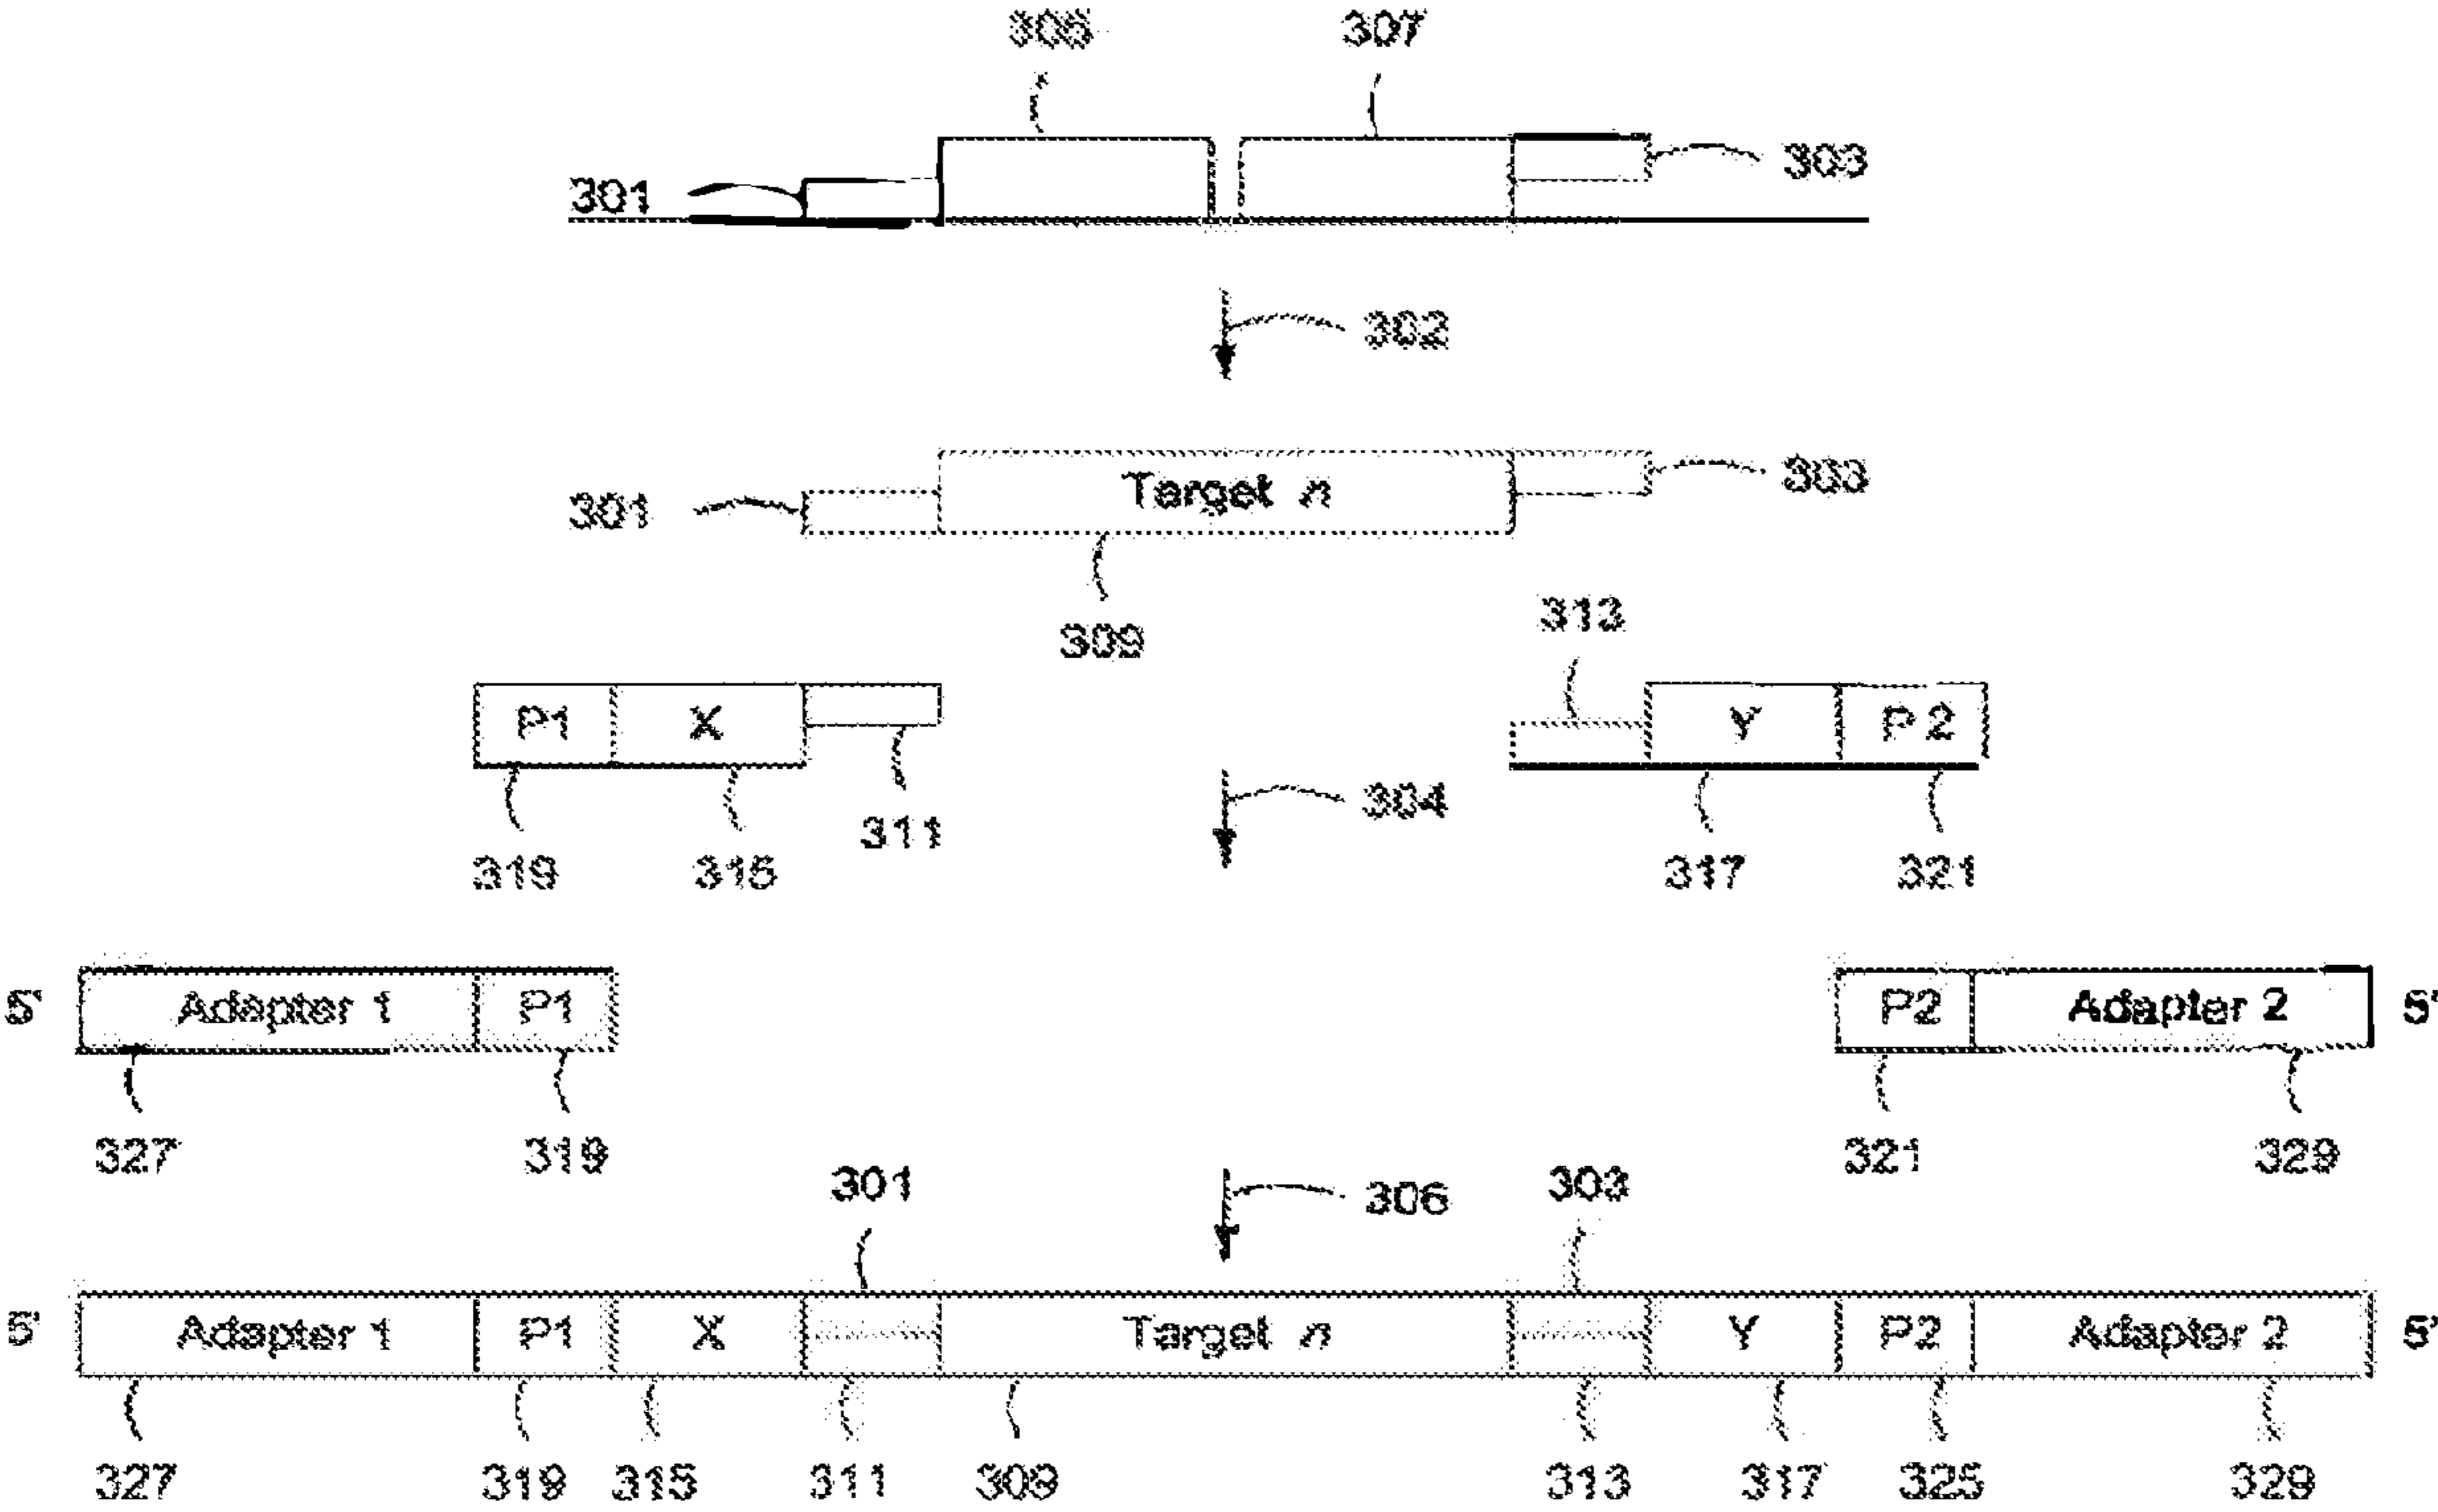 305 307
301 303
302
301 Target n 303
309
313
P1 X Y P 2
311 304
319 315 317 321
5' Adapter 1 P1 P2 Adapter 2 5'
327 319 321 329
301 306 303
5' Adapter 1 P1 X Target n Y P2 Adapter 2 5'
327 319 315 311 309 313 317 325 329